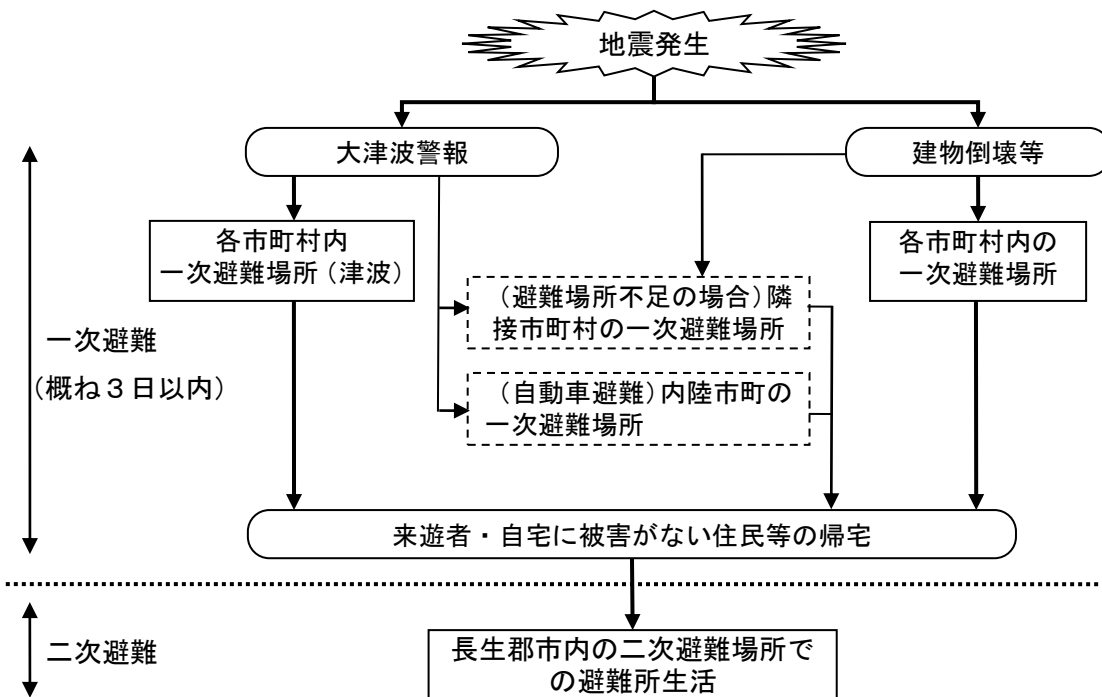 地震発生
大津波警報
建物倒壊等
各市町村内
一次避難場所（津波）
各市町村内の
一次避難場所
（避難場所不足の場合）隣
接市町村の一次避難場所
一次避難
（概ね３日以内）
（自動車避難）内陸市町の
一次避難場所
来遊者・自宅に被害がない住民等の帰宅
二次避難
長生郡市内の二次避難場所で
の避難所生活